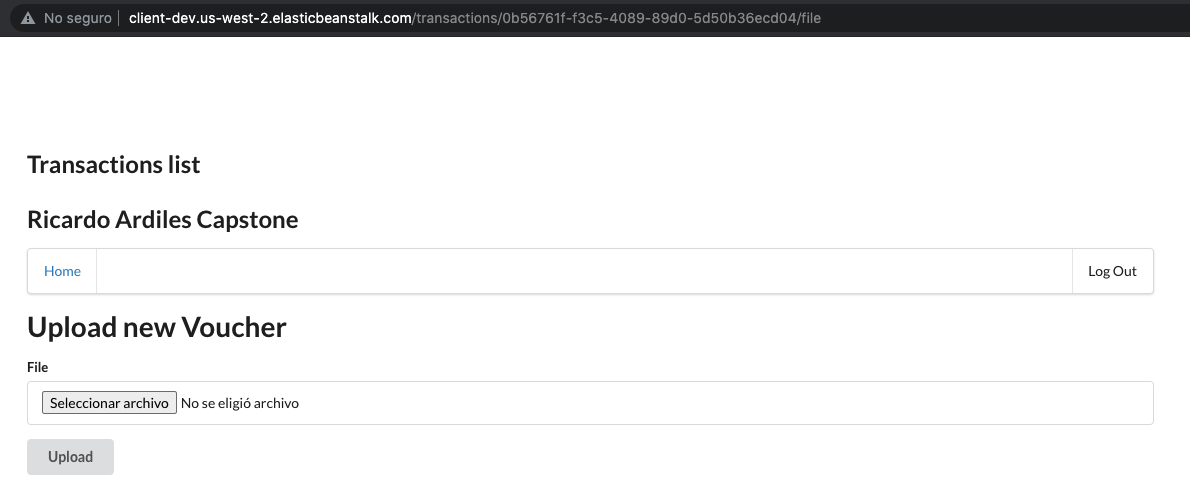 No seguro client-dev.us-west-2.elasticbeanstalk.com/transactions/0b56761f-f3c5-4089-89d0-5d50b36ecd04/file
Transactions list
Ricardo Ardiles Capstone
Home Log Out
Upload new Voucher
File
Seleccionar archivo No se eligió archivo
Upload